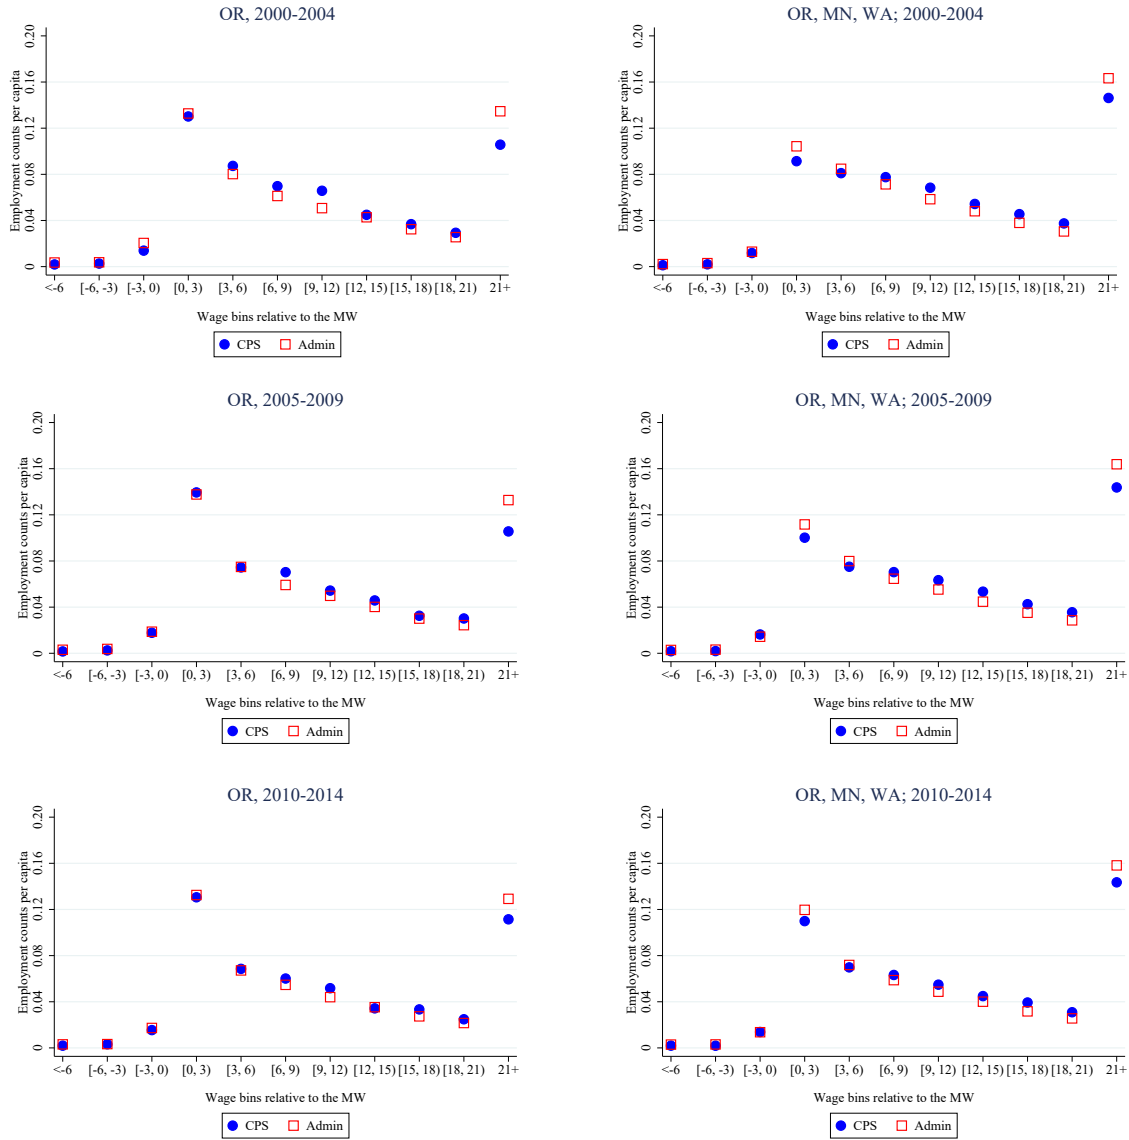 OR, 2000-2004
Employment counts per capita
0.20
0.16
0.12
0.08
0.04
0
<-6 [-6, -3) [-3, 0) [0, 3) [3, 6) [6, 9) [9, 12) [12, 15) [15, 18) [18, 21) 21+
Wage bins relative to the MW
CPS Admin
OR, MN, WA; 2000-2004
Employment counts per capita
0.20
0.16
0.12
0.08
0.04
0
<-6 [-6, -3) [-3, 0) [0, 3) [3, 6) [6, 9) [9, 12) [12, 15) [15, 18) [18, 21) 21+
Wage bins relative to the MW
CPS Admin
OR, 2005-2009
Employment counts per capita
0.20
0.16
0.12
0.08
0.04
0
<-6 [-6, -3) [-3, 0) [0, 3) [3, 6) [6, 9) [9, 12) [12, 15) [15, 18) [18, 21) 21+
Wage bins relative to the MW
CPS Admin
OR, MN, WA; 2005-2009
Employment counts per capita
0.20
0.16
0.12
0.08
0.04
0
<-6 [-6, -3) [-3, 0) [0, 3) [3, 6) [6, 9) [9, 12) [12, 15) [15, 18) [18, 21) 21+
Wage bins relative to the MW
CPS Admin
OR, 2010-2014
Employment counts per capita
0.20
0.16
0.12
0.08
0.04
0
<-6 [-6, -3) [-3, 0) [0, 3) [3, 6) [6, 9) [9, 12) [12, 15) [15, 18) [18, 21) 21+
Wage bins relative to the MW
CPS Admin
OR, MN, WA; 2010-2014
Employment counts per capita
0.20
0.16
0.12
0.08
0.04
0
<-6 [-6, -3) [-3, 0) [0, 3) [3, 6) [6, 9) [9, 12) [12, 15) [15, 18) [18, 21) 21+
Wage bins relative to the MW
CPS Admin